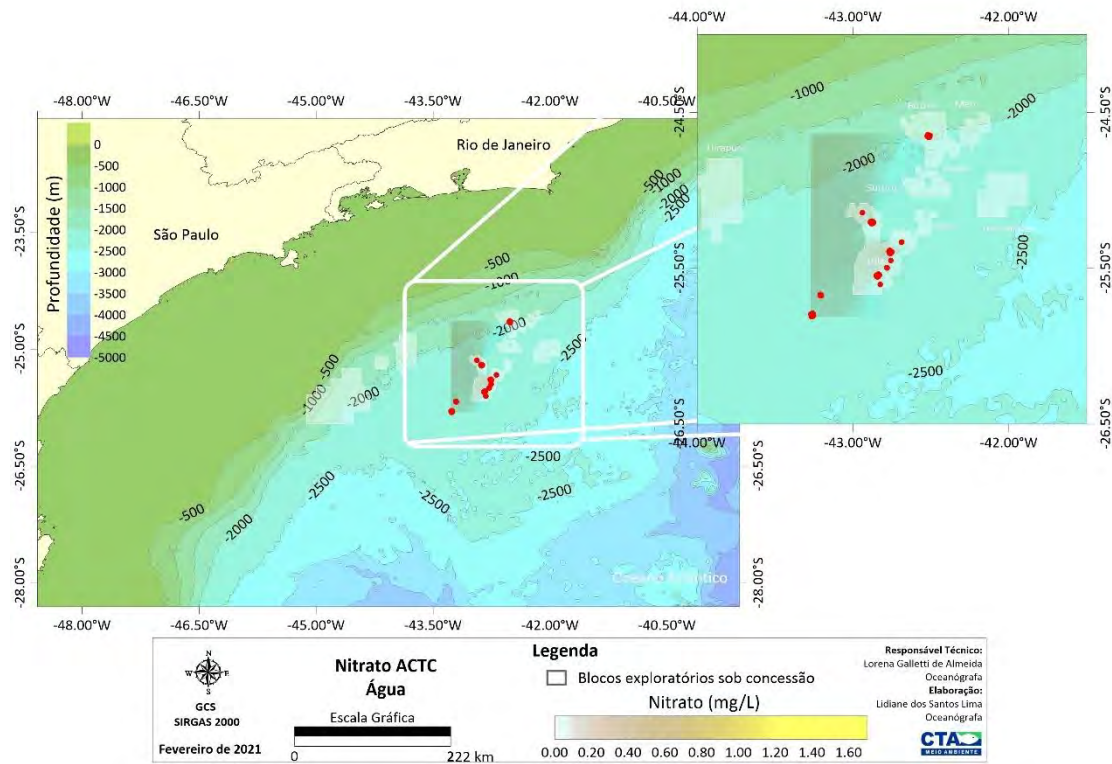 -44.00°W -43.00°W -42.00°W
-48.00°W -46.50°W -45.00°W -43.50°W -42.00°W -40.50°W
Rio de Janeiro
São Paulo
Profundidade (m)
0
-500
-1000
-1500
-2000
-2500
-3000
-3500
-4000
-4500
-5000
-23.50°S
-25.00°S
-26.50°S
-28.00°S
-500
-1000
-2000
-2500
-500
-1000
-2000
-2500
-500
-1000
-2000
-2500
-2500
-2500
-2500
-500
-2000
Oceano Atlântico
-24.50°S
-25.50°S
-26.50°S
-1000
-2000
-2000
-2500
-2500
-24.50°S
-25.50°S
-26.50°S
-44.00°W -43.00°W -42.00°W
-26.50°S
-28.00°S
-48.00°W -46.50°W -45.00°W -43.50°W -42.00°W -40.50°W
N
W E
S
GCS
SIRGAS 2000
Fevereiro de 2021
Nitrato ACTC
Água
Escala Gráfica
0 222 km
Legenda
Blocos exploratórios sob concessão
Nitrato (mg/L)
0.00 0.20 0.40 0.60 0.80 1.00 1.20 1.40 1.60
Responsável Técnico:
Lorena Galletti de Almeida
Oceanógrafa
Elaboração:
Lidiane dos Santos Lima
Oceanógrafa
CTA
MEIO AMBIENTE